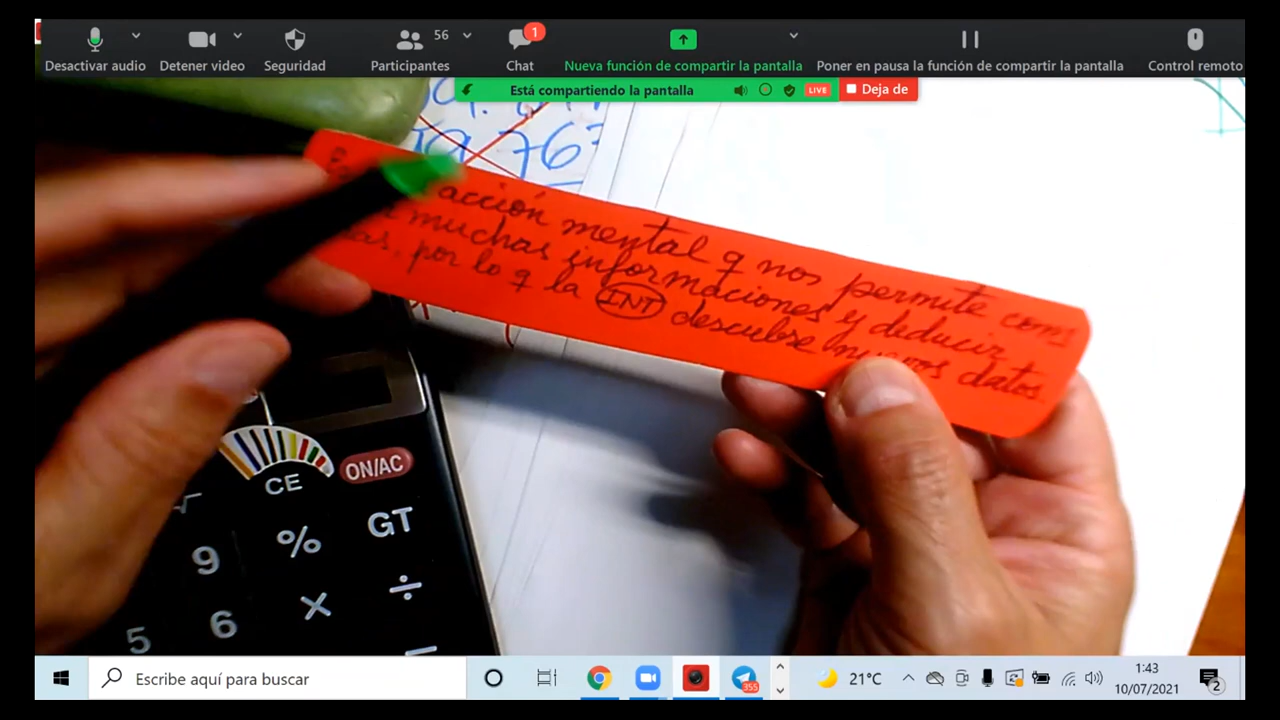 Desactivar audio
Detener video
Seguridad
56
Participantes
1
Chat
Nueva función de compartir la pantalla
Poner en pausa la función de compartir la pantalla
Control remoto
Está compartiendo la pantalla
LIVE
Deja de
76
acción mental q nos permite
muchas informaciones y deducir
por lo q la INT descubre nuevos datos
CE
ON/AC
9
%
GT
5
6
×
÷
Escribe aquí para buscar
355
21°C
1:43
10/07/2021
2